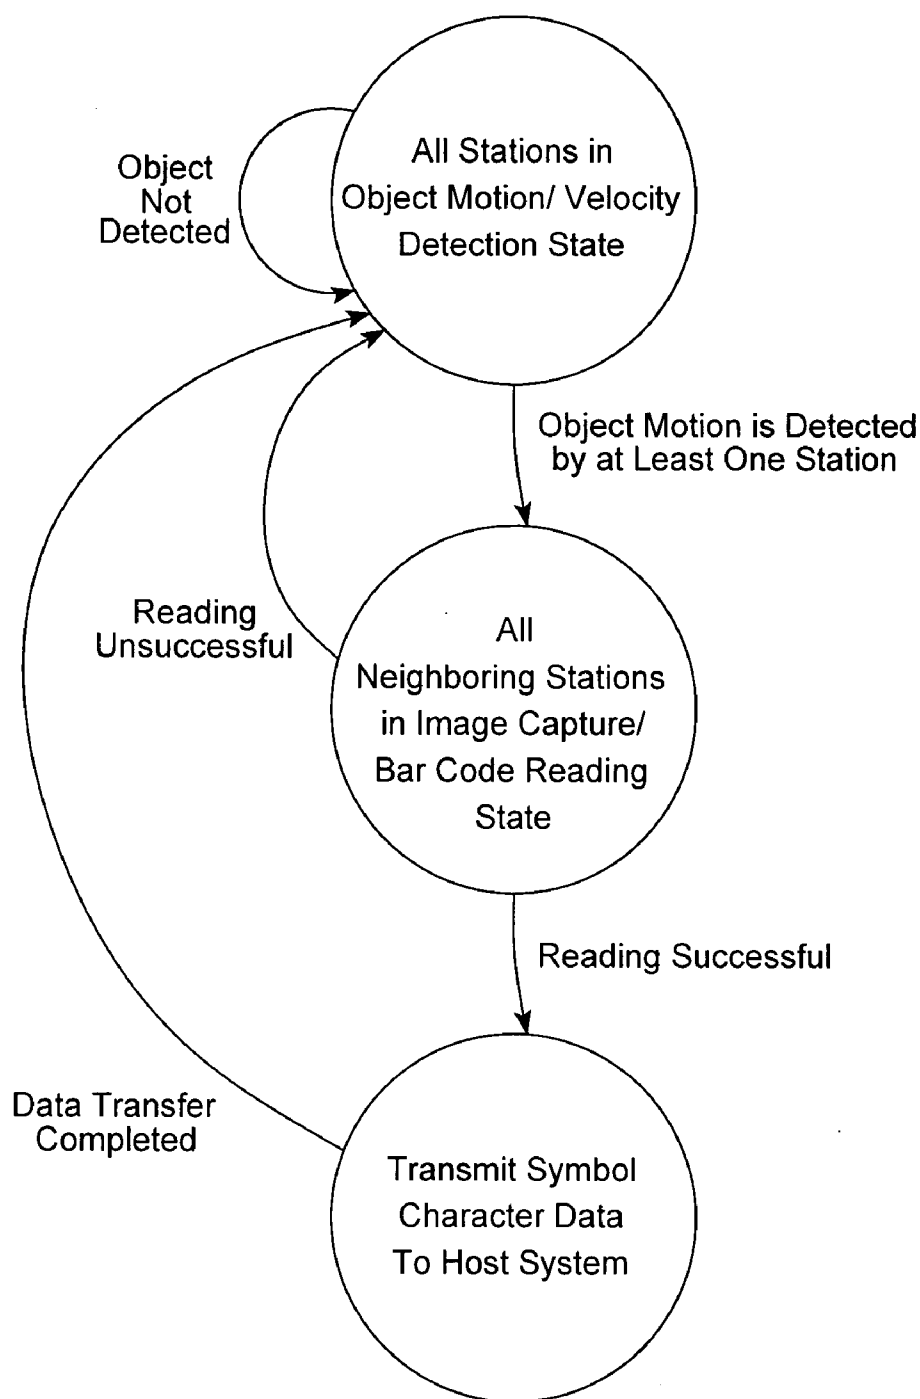 All Stations in
Object Motion/ Velocity
Detection State
Object
Not
Detected
Object Motion is Detected
by at Least One Station
Reading
Unsuccessful
All
Neighboring Stations
in Image Capture/
Bar Code Reading
State
Reading Successful
Data Transfer
Completed
Transmit Symbol
Character Data
To Host System